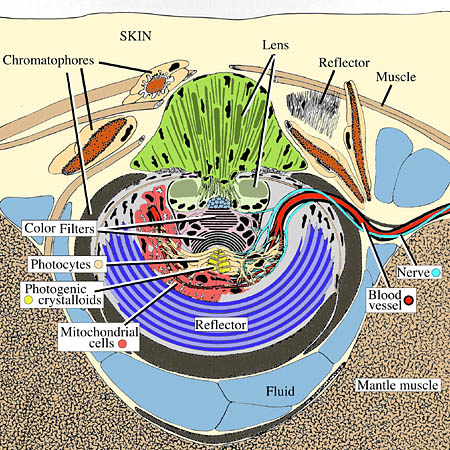 SKIN
Lens
Chromatophores
Reflector
Muscle
Color Filters
Photocytes
Photogenic
crystalloids
Mitochondrial
cells
Reflector
Nerve
Blood
vessel
Fluid
Mantle muscle